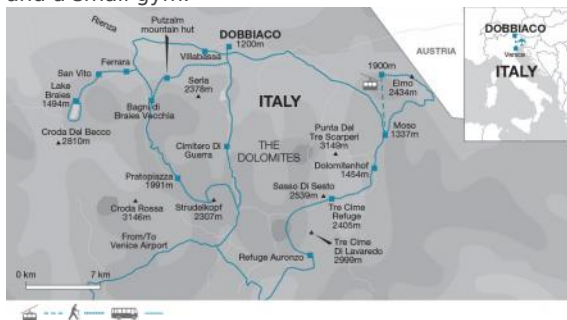 and a small gym.
Rienza
Putzalm
mountain hut
DOBBIACO
1200m
AUSTRIA
Villabassa
Ferrara
San Vito
Lake
Braies
1494m
Serla
2378m
Bagni di
Braies Vecchia
Croda Del Becco
2810m
ITALY
1900m
Elmo
2434m
Moso
1337m
Cimitero Di
Guerra
THE
DOLOMITES
Punta Del
Tre Scarperi
3149m
Dolomitenhof
1454m
Pratopiazza
1991m
Sasso Di Sesto
2539m
Croda Rossa
3146m
Strudelkopf
2307m
Tre Cime
Refuge
2405m
From/To
Venice Airport
Tre Cime
Di Lavaredo
2999m
Refuge Auronzo
0 km
7 km
DOBBIACO
Venice
ITALY